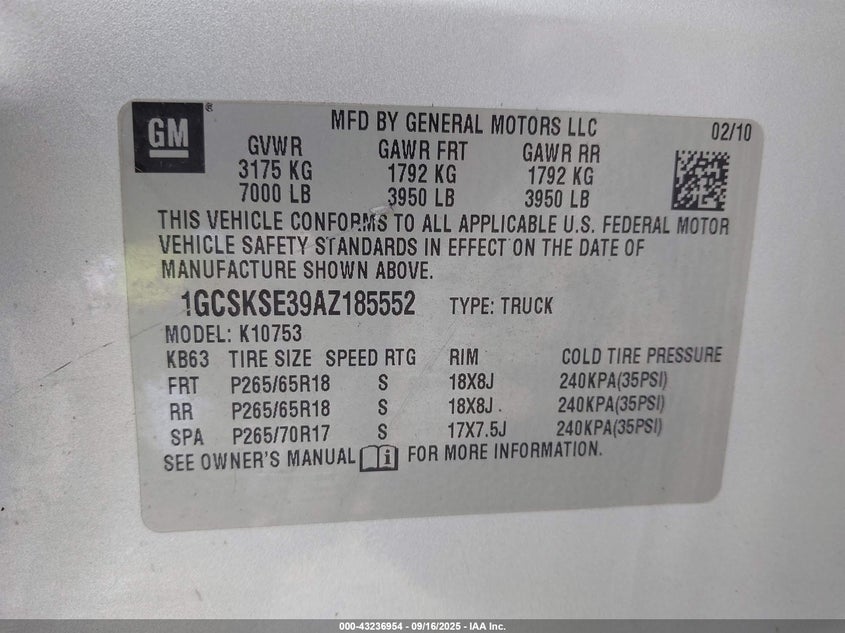 GM ®
MFD BY GENERAL MOTORS LLC 02/10
GVWR GAWR FRT GAWR RR
3175 KG 1792 KG 1792 KG
7000 LB 3950 LB 3950 LB
THIS VEHICLE CONFORMS TO ALL APPLICABLE U.S. FEDERAL MOTOR
VEHICLE SAFETY STANDARDS IN EFFECT ON THE DATE OF
MANUFACTURE SHOWN ABOVE.
1GCSKSE39AZ185552 TYPE: TRUCK
MODEL: K10753
KB63 TIRE SIZE SPEED RTG RIM COLD TIRE PRESSURE
FRT P265/65R18 S 18X8J 240KPA(35PSI)
RR P265/65R18 S 18X8J 240KPA(35PSI)
SPA P265/70R17 S 17X7.5J 240KPA(35PSI)
SEE OWNER'S MANUAL i FOR MORE INFORMATION.
000-43236954 - 09/16/2025 - IAA Inc.